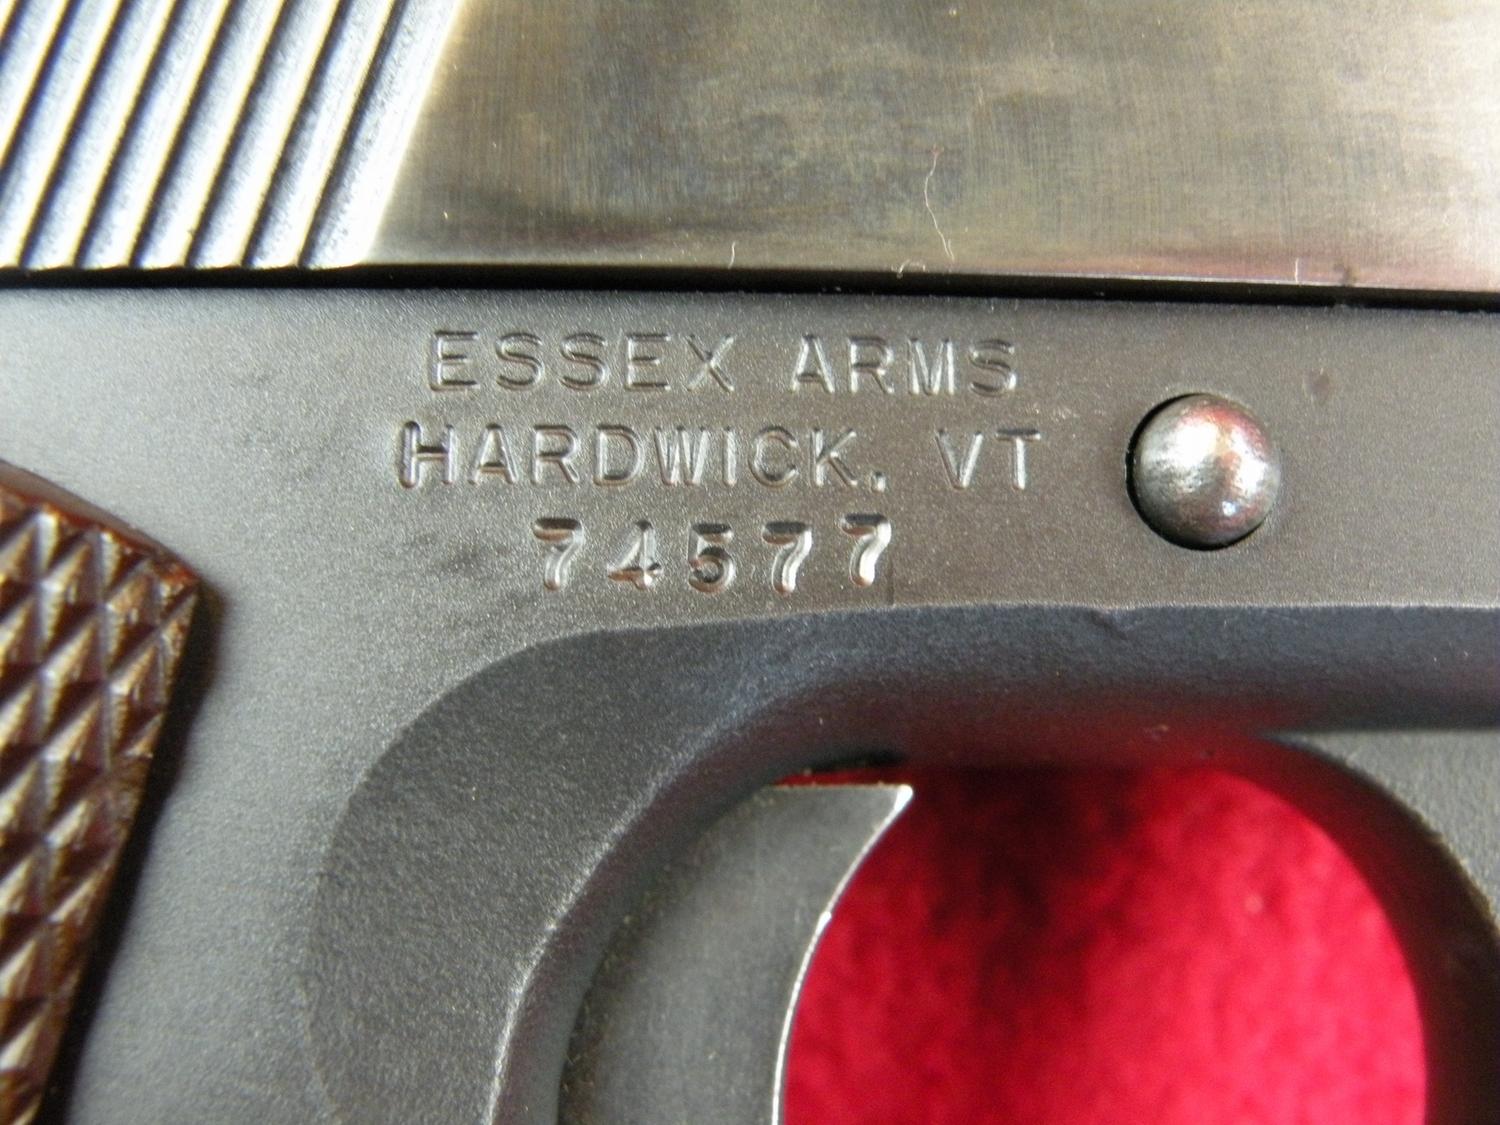 ESSEX ARMS
HARDWICK, VT
74577